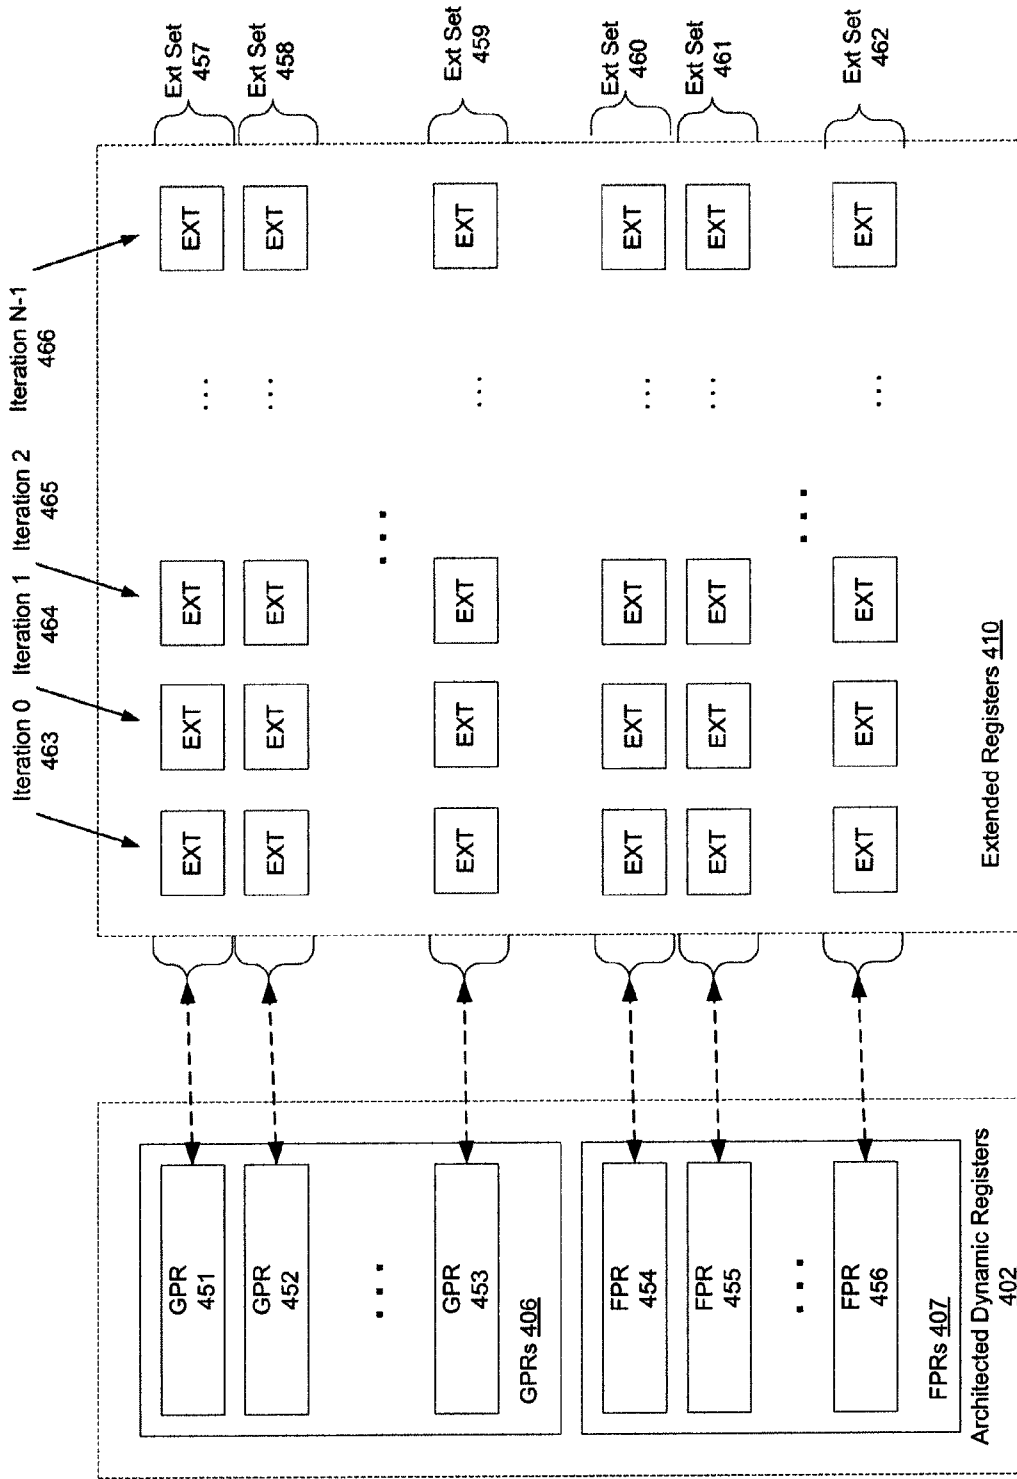 Iteration 0
463
Iteration 1
464
Iteration 2
465
Iteration N-1
466
GPR
451
EXT
EXT
EXT
...
EXT
Ext Set
457
GPR
452
EXT
EXT
EXT
...
EXT
Ext Set
458
...
...
GPR
453
EXT
EXT
EXT
...
EXT
Ext Set
459
GPRs 406
FPR
454
EXT
EXT
EXT
...
EXT
Ext Set
460
FPR
455
EXT
EXT
EXT
...
EXT
Ext Set
461
...
...
FPR
456
EXT
EXT
EXT
...
EXT
Ext Set
462
FPRs 407
Architected Dynamic Registers
402
Extended Registers 410